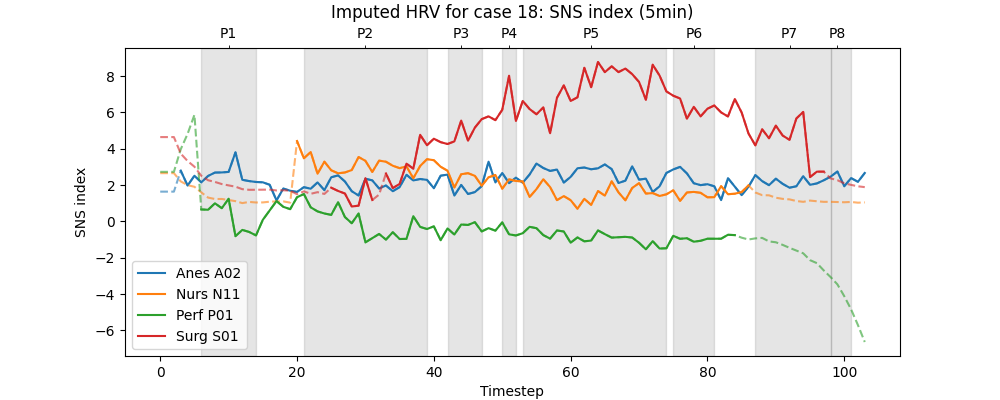 Imputed HRV for case 18: SNS index (5min)
P1 P2 P3 P4 P5 P6 P7 P8
SNS index
8
6
4
2
0
−2
−4
−6
Anes A02
Nurs N11
Perf P01
Surg S01
0 20 40 60 80 100
Timestep